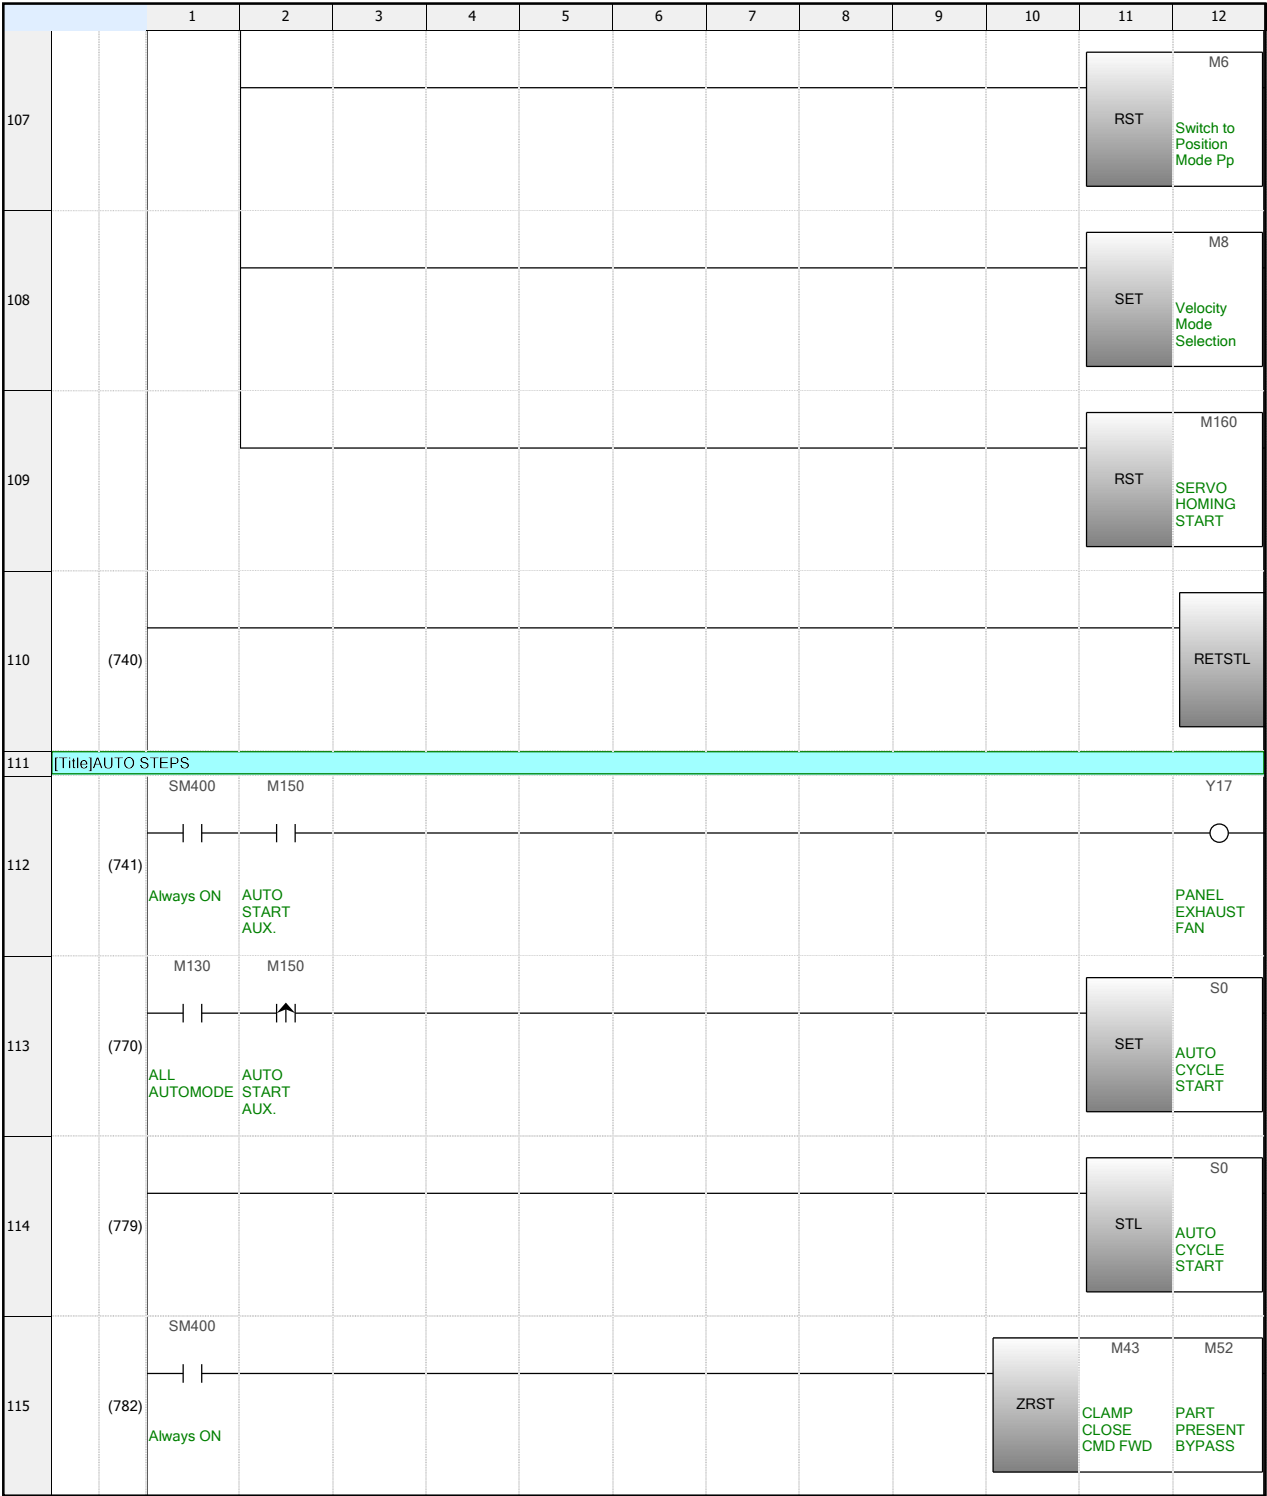 1 2 3 4 5 6 7 8 9 10 11 12
M6
107
RST
Switch to
Position
Mode Pp
M8
108
SET
Velocity
Mode
Selection
M160
109
RST
SERVO
HOMING
START
110 (740)
RETSTL
111 [Title]AUTO STEPS
SM400 M150 Y17
112 (741)
Always ON
AUTO
START
AUX.
PANEL
EXHAUST
FAN
M130 M150
S0
113 (770)
SET
ALL
AUTOMODE
AUTO
START
AUX.
AUTO
CYCLE
START
S0
114 (779)
STL
AUTO
CYCLE
START
SM400
M43 M52
115 (782)
ZRST
Always ON
CLAMP
CLOSE
CMD FWD
PART
PRESENT
BYPASS